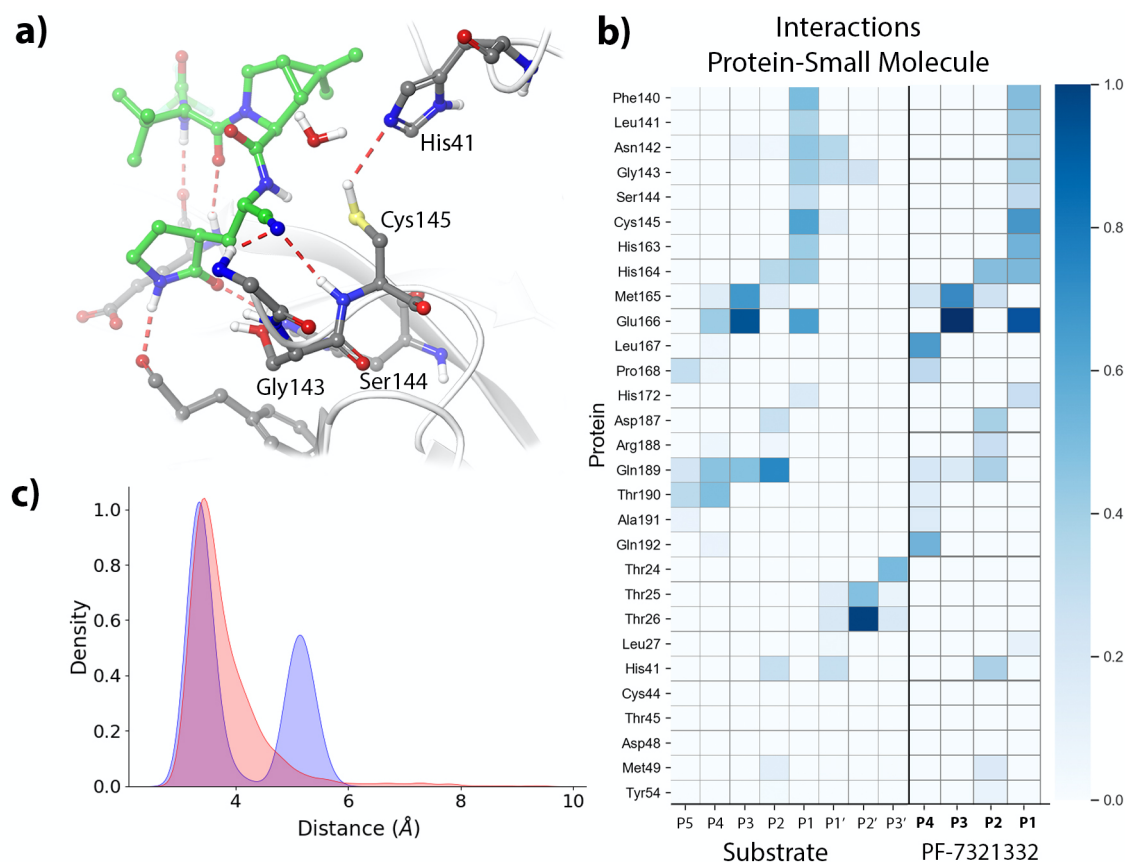 a)
His41
Cys145
Gly143
Ser144
b)
Interactions
Protein-Small Molecule
Protein
Phe140
Leu141
Asn142
Gly143
Ser144
Cys145
His163
His164
Met165
Glu166
Leu167
Pro168
His172
Asp187
Arg188
Gln189
Thr190
Ala191
Gln192
Thr24
Thr25
Thr26
Leu27
His41
Cys44
Thr45
Asp48
Met49
Tyr54
P5 P4 P3 P2 P1 P1′ P2′ P3′ P4 P3 P2 P1
Substrate PF-7321332
1.0
0.8
0.6
0.4
0.2
0.0
c)
Density
1.0
0.8
0.6
0.4
0.2
0.0
4 6 8 10
Distance (Å)